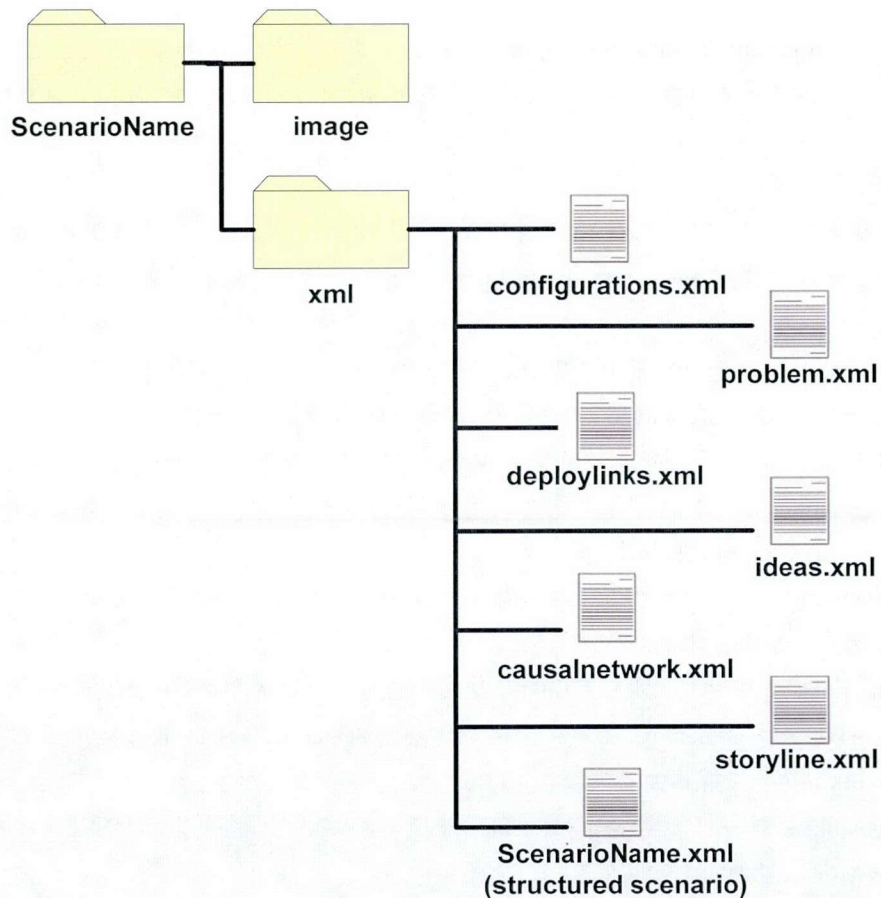 ScenarioName
image
xml
configurations.xml
problem.xml
deploylinks.xml
ideas.xml
causalnetwork.xml
storyline.xml
ScenarioName.xml
(structured scenario)